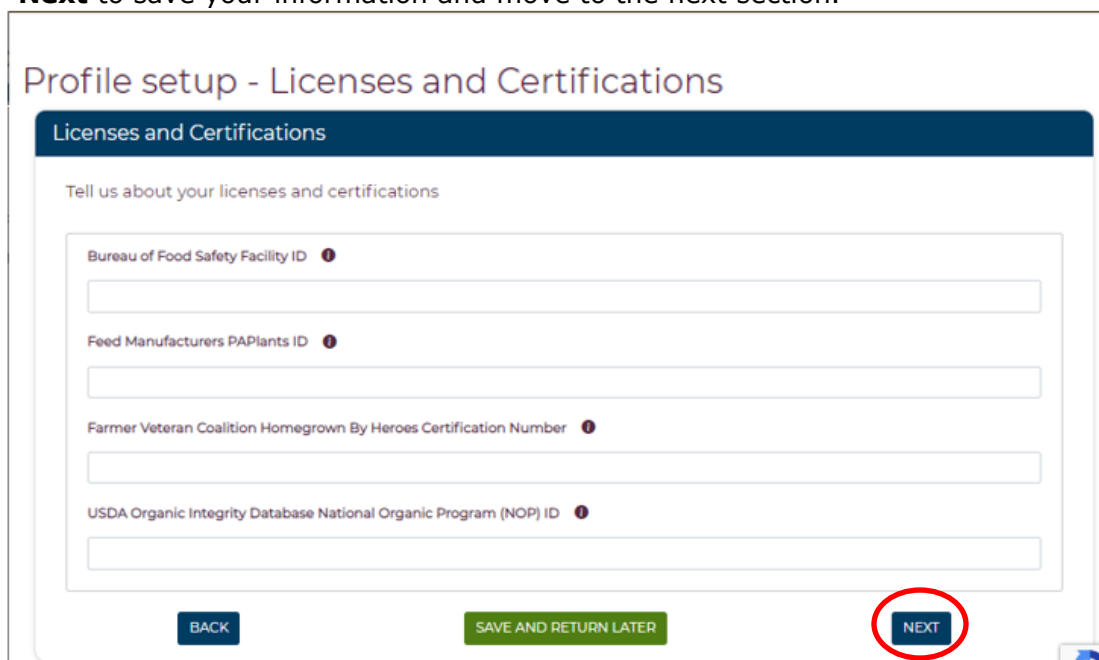 Next to save your information and move to the next section.
Profile setup - Licenses and Certifications
Licenses and Certifications
Tell us about your licenses and certifications
Bureau of Food Safety Facility ID
Feed Manufacturers PAPlants ID
Farmer Veteran Coalition Homegrown By Heroes Certification Number
USDA Organic Integrity Database National Organic Program (NOP) ID
BACK SAVE AND RETURN LATER NEXT